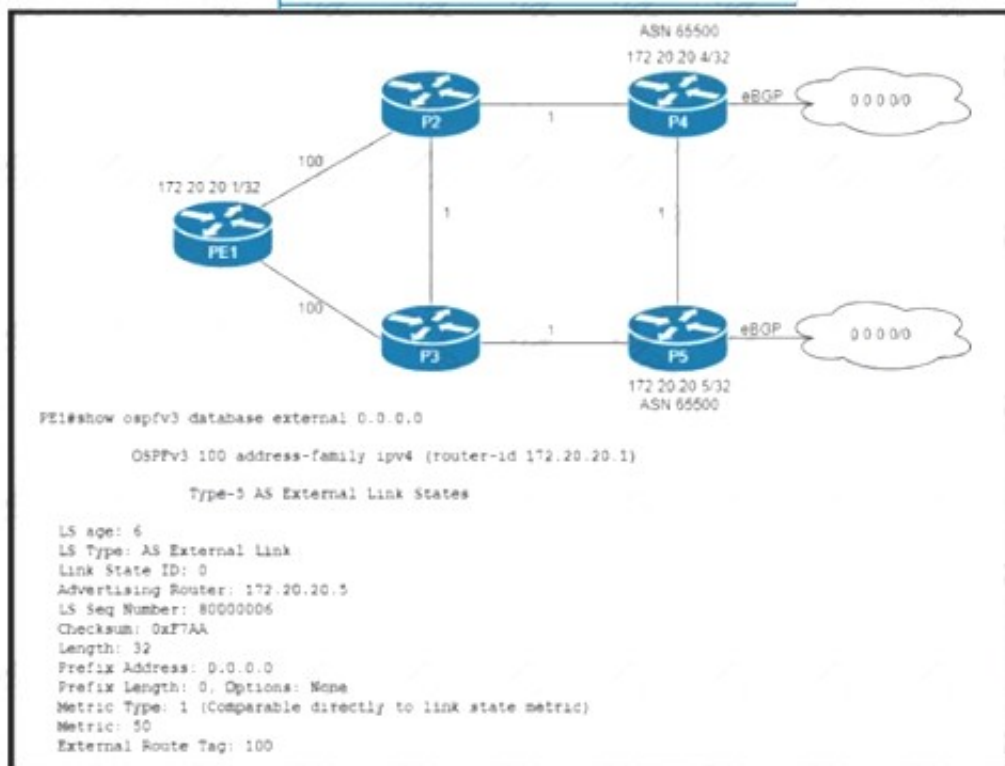 ASN 65500
172 20 20 4/32
P2
1
P4
eBGP
0 0 0 0/0
100
172 20 20 1/32
PE1
1
1
100
P3
1
P5
eBGP
0 0 0 0/0
172 20 20 5/32
ASN 65500
PE1#show ospfv3 database external 0.0.0.0
OSPFv3 100 address-family ipv4 (router-id 172.20.20.1)
Type-5 AS External Link States
LS age: 6
LS Type: AS External Link
Link State ID: 0
Advertising Router: 172.20.20.5
LS Seq Number: 80000006
Checksum: 0xF7AA
Length: 32
Prefix Address: 0.0.0.0
Prefix Length: 0, Options: None
Metric Type: 1 (Comparable directly to link state metric)
Metric: 50
External Route Tag: 100